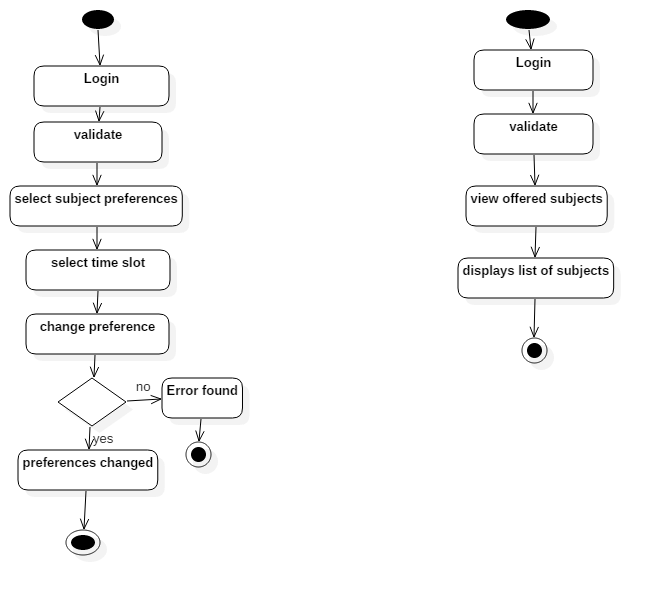 Login
validate
select subject preferences
select time slot
change preference
no
Error found
yes
preferences changed
Login
validate
view offered subjects
displays list of subjects